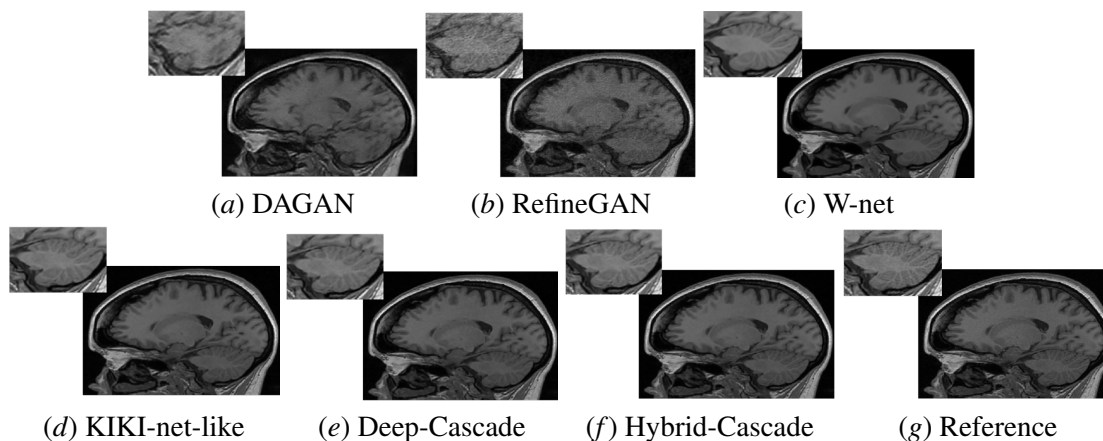 (a) DAGAN (b) RefineGAN (c) W-net
(d) KIKI-net-like (e) Deep-Cascade (f) Hybrid-Cascade (g) Reference